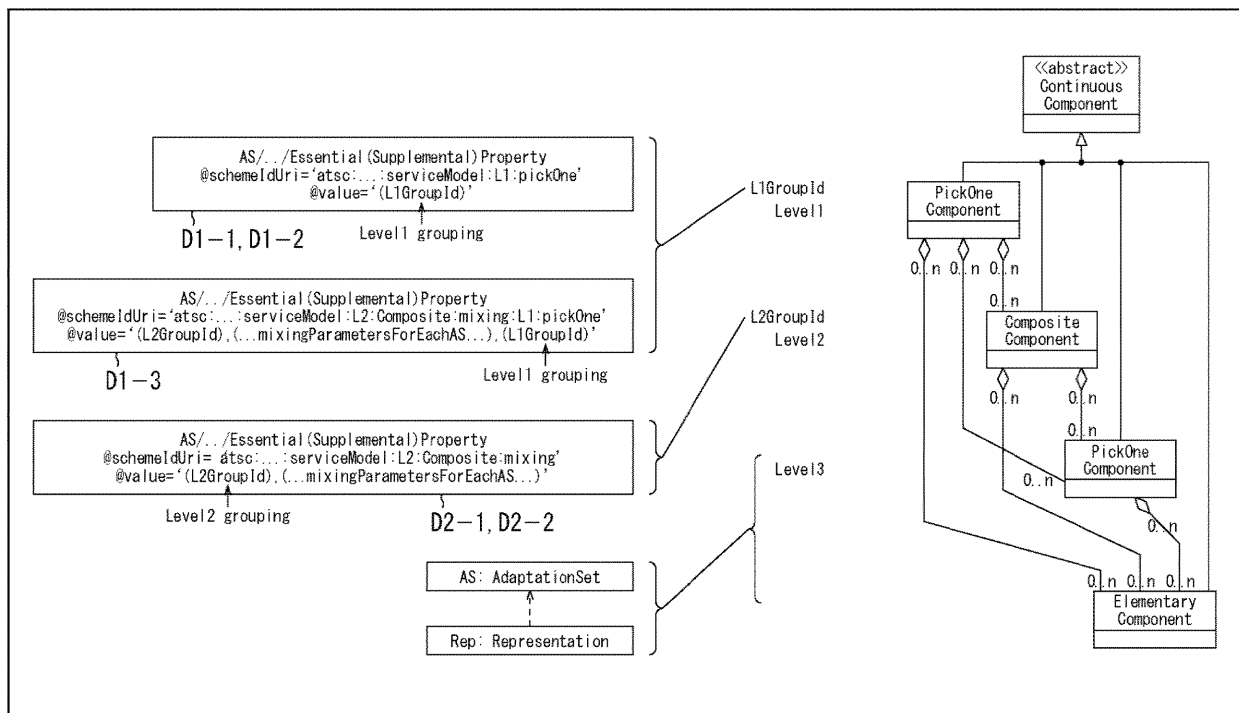 AS/../Essential(Supplemental)Property
@schemeIdUri='atsc:...:serviceModel:L1:pickOne'
@value='(L1GroupId)'
D1-1, D1-2
Level1 grouping
AS/../Essential(Supplemental)Property
@schemeIdUri='atsc:...:serviceModel:L2:Composite:mixing:L1:pickOne'
@value='(L2GroupId),(...mixingParametersForEachAS...),(L1GroupId)'
D1-3
Level1 grouping
AS/../Essential(Supplemental)Property
@schemeIdUri= atsc:...:serviceModel:L2:Composite:mixing'
@value='(L2GroupId),(...mixingParametersForEachAS...)'
Level2 grouping
D2-1, D2-2
AS: AdaptationSet
Rep: Representation
L1GroupId
Level1
L2GroupId
Level2
Level3
<<abstract>>
Continuous
Component
PickOne
Component
0..n
0..n
0..n
0..n
Composite
Component
0..n
0..n
0..n
PickOne
Component
0..n
0..n
0..n
0..n
0..n
Elementary
Component